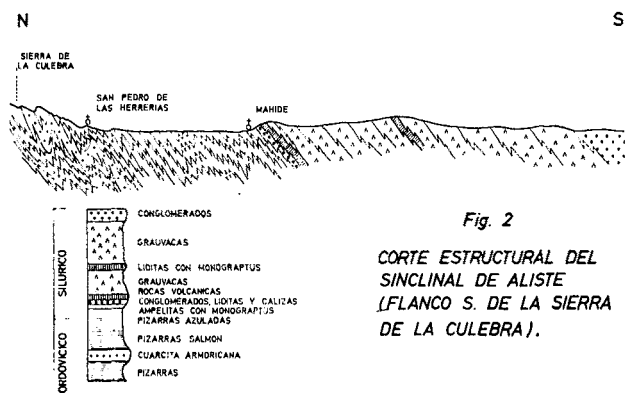 N
S
SIERRA DE
LA CULEBRA
SAN PEDRO DE
LAS HERRERIAS
MAHIDE
SILURICO
ORDOVICICO
CONGLOMERADOS
GRAUVACAS
LIDITAS CON MONOGRAPTUS
GRAUVACAS
ROCAS VOLCANICAS
CONGLOMERADOS, LIDITAS Y CALIZAS
AMPELITAS CON MONOGRAPTUS
PIZARRAS AZULADAS
PIZARRAS SALMON
CUARCITA ARMORICANA
PIZARRAS
Fig. 2
CORTE ESTRUCTURAL DEL
SINCLINAL DE ALISTE
(FLANCO S. DE LA SIERRA
DE LA CULEBRA).